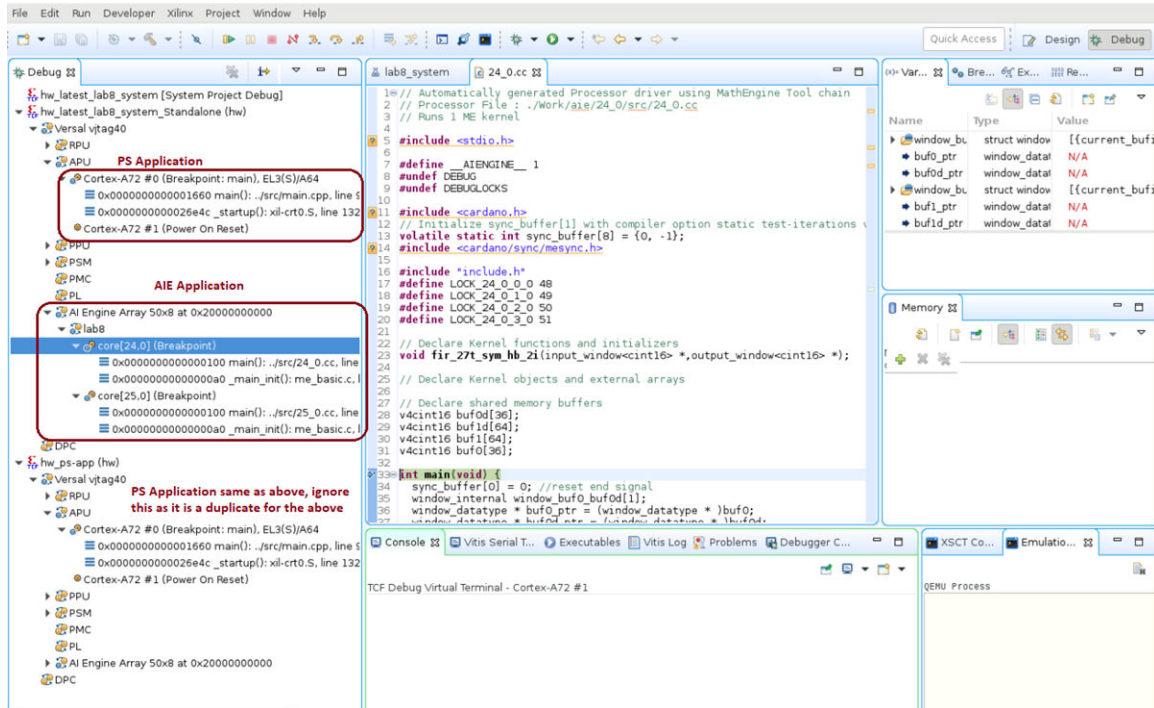 File Edit Run Developer Xilinx Project Window Help
Quick Access
Design
Debug
Debug
hw_latest_lab8_system [System Project Debug]
hw_latest_lab8_system_Standalone (hw)
Versal vjtag40
RPU
APU
PS Application
Cortex-A72 #0 (Breakpoint: main), EL3(S)/A64
0x0000000000001660 main(): ../src/main.cpp, line 9
0x0000000000026e4c _startup(): xil-crt0.S, line 132
Cortex-A72 #1 (Power On Reset)
PPU
PSM
PMC
PL
AIE Application
AI Engine Array 50x8 at 0x20000000000
lab8
core[24,0] (Breakpoint)
0x0000000000000100 main(): ../src/24_0.cc, line
0x00000000000000a0 _main_init(): me_basic.c, l
core[25,0] (Breakpoint)
0x0000000000000100 main(): ../src/25_0.cc, line
0x00000000000000a0 _main_init(): me_basic.c, l
DPC
hw_ps-app (hw)
Versal vjtag40
RPU
APU
PS Application same as above, ignore
this as it is a duplicate for the above
Cortex-A72 #0 (Breakpoint: main), EL3(S)/A64
0x0000000000001660 main(): ../src/main.cpp, line 9
0x0000000000026e4c _startup(): xil-crt0.S, line 132
Cortex-A72 #1 (Power On Reset)
PPU
PSM
PMC
PL
AI Engine Array 50x8 at 0x20000000000
DPC
lab8_system 24_0.cc
1 // Automatically generated Processor driver using MathEngine Tool chain
2 // Processor File : ./Work/aie/24_0/src/24_0.cc
3 // Runs 1 ME kernel
4
5 #include <stdio.h>
6
7 #define __AIENGINE__ 1
8 #undef DEBUG
9 #undef DEBUGLOCKS
10
11 #include <cardano.h>
12 // Initialize sync_buffer[1] with compiler option static test-iterations v
13 volatile static int sync_buffer[8] = {0, -1};
14 #include <cardano/sync/mesync.h>
15
16 #include "include.h"
17 #define LOCK_24_0_0_0 48
18 #define LOCK_24_0_1_0 49
19 #define LOCK_24_0_2_0 50
20 #define LOCK_24_0_3_0 51
21
22 // Declare Kernel functions and initializers
23 void fir_27t_sym_hb_2i(input_window<cint16> *,output_window<cint16> *);
24
25 // Declare Kernel objects and external arrays
26
27 // Declare shared memory buffers
28 v4cint16 buf0d[36];
29 v4cint16 buf1d[64];
30 v4cint16 buf1[64];
31 v4cint16 buf0[36];
32
33 int main(void) {
34 sync_buffer[0] = 0; //reset end signal
35 window_internal window_buf0_buf0d[1];
36 window_datatype * buf0_ptr = (window_datatype * )buf0;
37 window_datatype * buf0d_ptr = (window_datatype * )buf0d;
(x)= Var... Bre... Ex... Re...
Name Type Value
window_bu struct window [{current_bufi
buf0_ptr window_datat N/A
buf0d_ptr window_datat N/A
window_bu struct window [{current_bufi
buf1_ptr window_datat N/A
buf1d_ptr window_datat N/A
Memory
Console Vitis Serial T... Executables Vitis Log Problems Debugger C...
TCF Debug Virtual Terminal - Cortex-A72 #1
XSCT Co... Emulatio...
QEMU Process